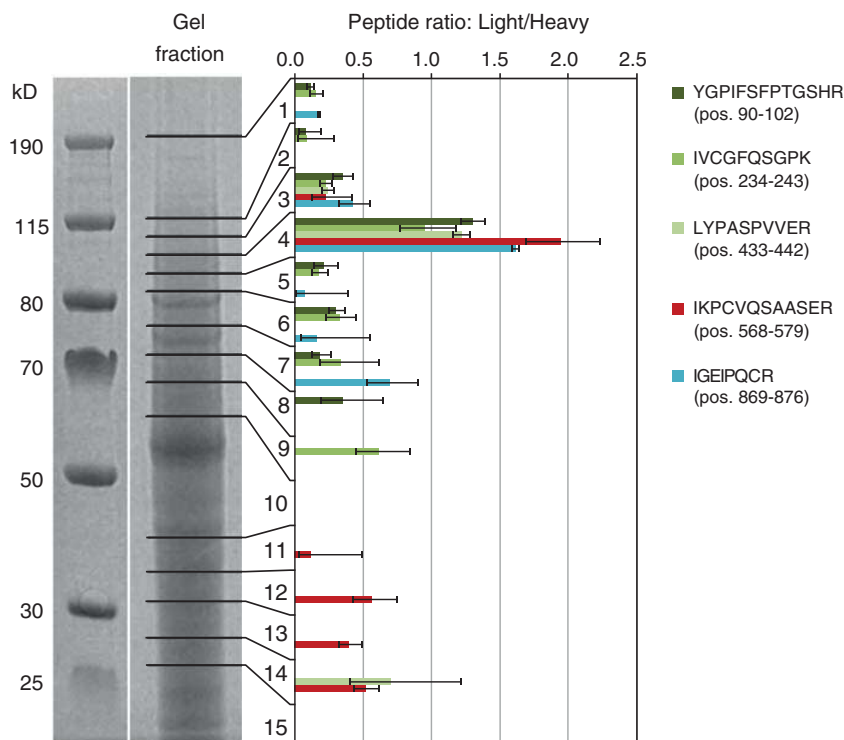 Gel
fraction
Peptide ratio: Light/Heavy
0.0 0.5 1.0 1.5 2.0 2.5
kD
190
115
80
70
50
30
25
1
2
3
4
5
6
7
8
9
10
11
12
13
14
15
YGPIFSFPTGSHR
(pos. 90-102)
IVCGFQSGPK
(pos. 234-243)
LYPASPVVER
(pos. 433-442)
IKPCVQSAASER
(pos. 568-579)
IGEIPQCR
(pos. 869-876)